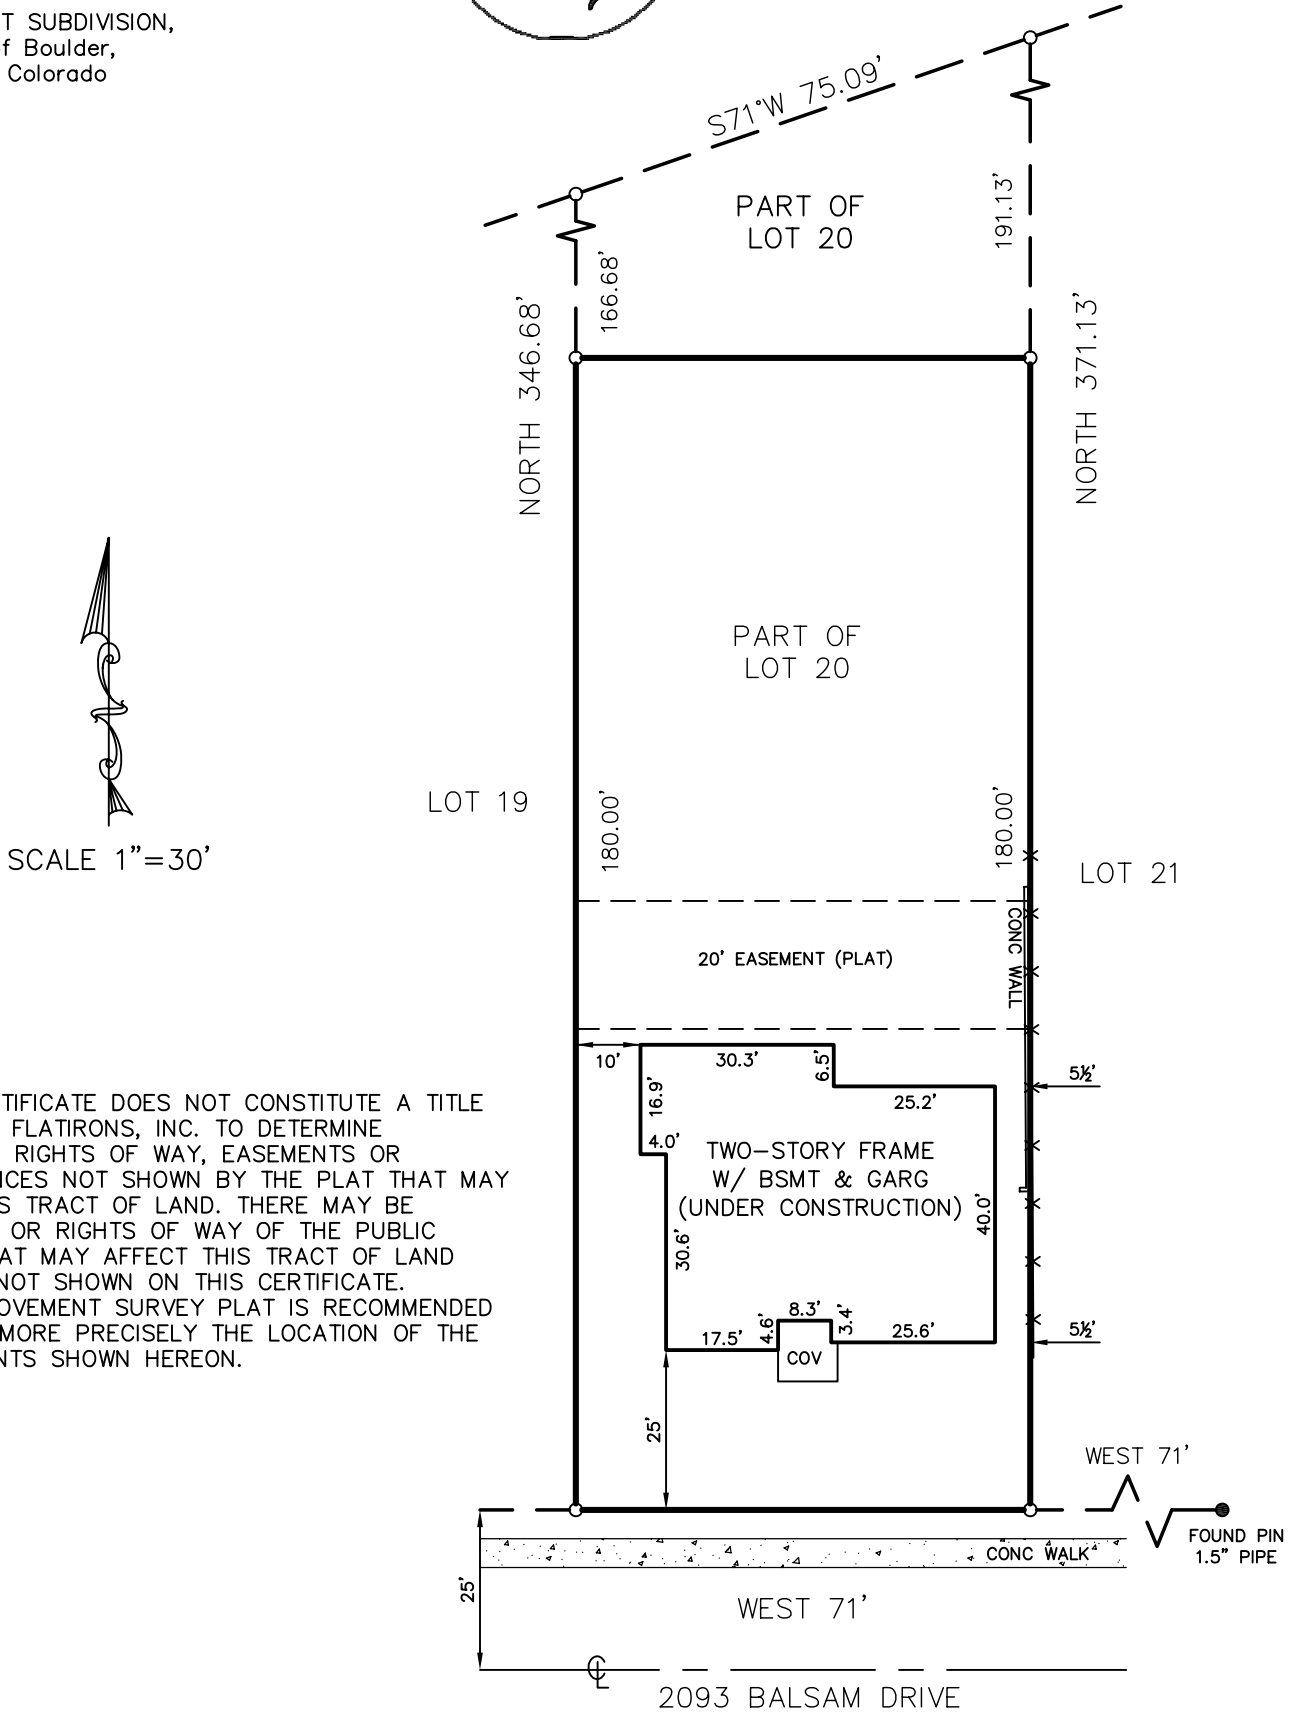 T SUBDIVISION,
f Boulder,
Colorado
S71°W 75.09'
PART OF
LOT 20
191.13'
166.68'
NORTH 346.68'
NORTH 371.13'
PART OF
LOT 20
LOT 19
180.00'
180.00'
LOT 21
SCALE 1"=30'
CONC WALL
20' EASEMENT (PLAT)
10'
30.3'
6.5'
5½'
16.9'
25.2'
4.0'
TWO-STORY FRAME
W/ BSMT & GARG
(UNDER CONSTRUCTION)
40.0'
30.6'
TIFICATE DOES NOT CONSTITUTE A TITLE
FLATIRONS, INC. TO DETERMINE
RIGHTS OF WAY, EASEMENTS OR
ICES NOT SHOWN BY THE PLAT THAT MAY
S TRACT OF LAND. THERE MAY BE
OR RIGHTS OF WAY OF THE PUBLIC
AT MAY AFFECT THIS TRACT OF LAND
NOT SHOWN ON THIS CERTIFICATE.
OVEMENT SURVEY PLAT IS RECOMMENDED
MORE PRECISELY THE LOCATION OF THE
NTS SHOWN HEREON.
8.3'
17.5'
4.6'
3.4'
25.6'
5½'
COV
25'
WEST 71'
FOUND PIN
1.5" PIPE
CONC WALK
25'
WEST 71'
℄
2093 BALSAM DRIVE